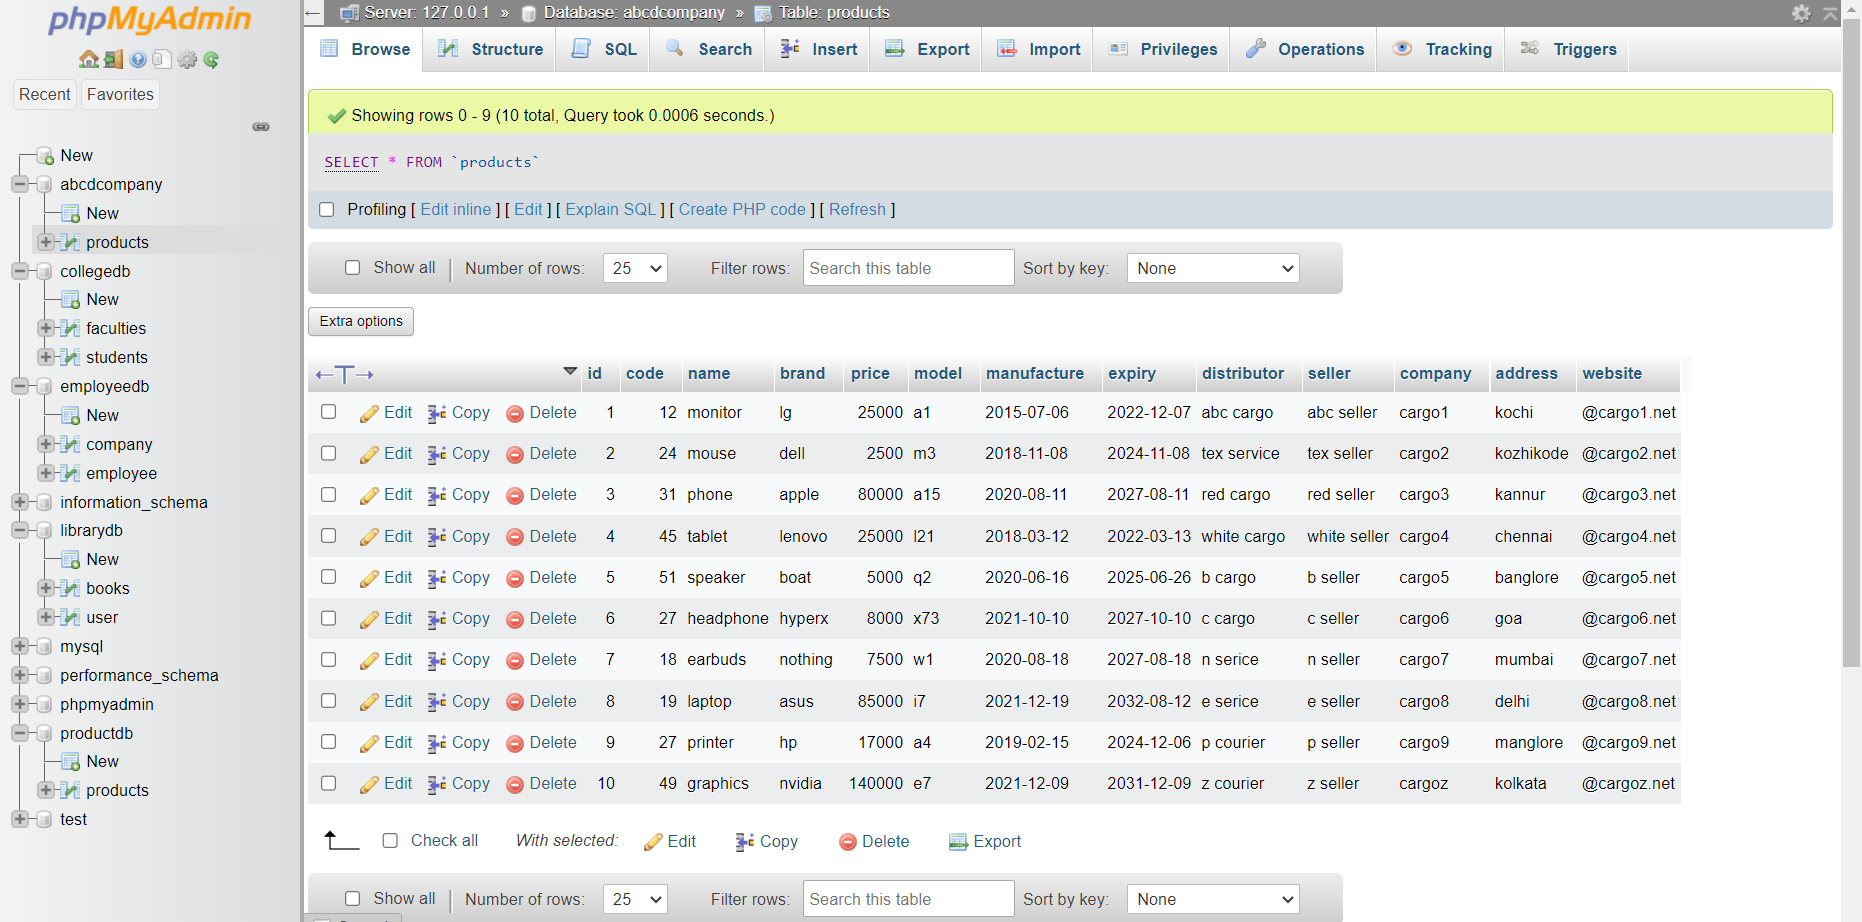 phpMyAdmin
Recent Favorites
New
abcdcompany
New
products
collegedb
New
faculties
students
employeedb
New
company
employee
information_schema
librarydb
New
books
user
mysql
performance_schema
phpmyadmin
productdb
New
products
test
Server: 127.0.0.1 » Database: abcdcompany » Table: products
Browse Structure SQL Search Insert Export Import Privileges Operations Tracking Triggers
Showing rows 0 - 9 (10 total, Query took 0.0006 seconds.)
SELECT * FROM `products`
Profiling [ Edit inline ] [ Edit ] [ Explain SQL ] [ Create PHP code ] [ Refresh ]
Show all Number of rows: 25 Filter rows: Search this table Sort by key: None
Extra options
←T→ id code name brand price model manufacture expiry distributor seller company address website
Edit Copy Delete 1 12 monitor lg 25000 a1 2015-07-06 2022-12-07 abc cargo abc seller cargo1 kochi @cargo1.net
Edit Copy Delete 2 24 mouse dell 2500 m3 2018-11-08 2024-11-08 tex service tex seller cargo2 kozhikode @cargo2.net
Edit Copy Delete 3 31 phone apple 80000 a15 2020-08-11 2027-08-11 red cargo red seller cargo3 kannur @cargo3.net
Edit Copy Delete 4 45 tablet lenovo 25000 l21 2018-03-12 2022-03-13 white cargo white seller cargo4 chennai @cargo4.net
Edit Copy Delete 5 51 speaker boat 5000 q2 2020-06-16 2025-06-26 b cargo b seller cargo5 banglore @cargo5.net
Edit Copy Delete 6 27 headphone hyperx 8000 x73 2021-10-10 2027-10-10 c cargo c seller cargo6 goa @cargo6.net
Edit Copy Delete 7 18 earbuds nothing 7500 w1 2020-08-18 2027-08-18 n serice n seller cargo7 mumbai @cargo7.net
Edit Copy Delete 8 19 laptop asus 85000 i7 2021-12-19 2032-08-12 e serice e seller cargo8 delhi @cargo8.net
Edit Copy Delete 9 27 printer hp 17000 a4 2019-02-15 2024-12-06 p courier p seller cargo9 manglore @cargo9.net
Edit Copy Delete 10 49 graphics nvidia 140000 e7 2021-12-09 2031-12-09 z courier z seller cargoz kolkata @cargoz.net
Check all With selected: Edit Copy Delete Export
Show all Number of rows: 25 Filter rows: Search this table Sort by key: None